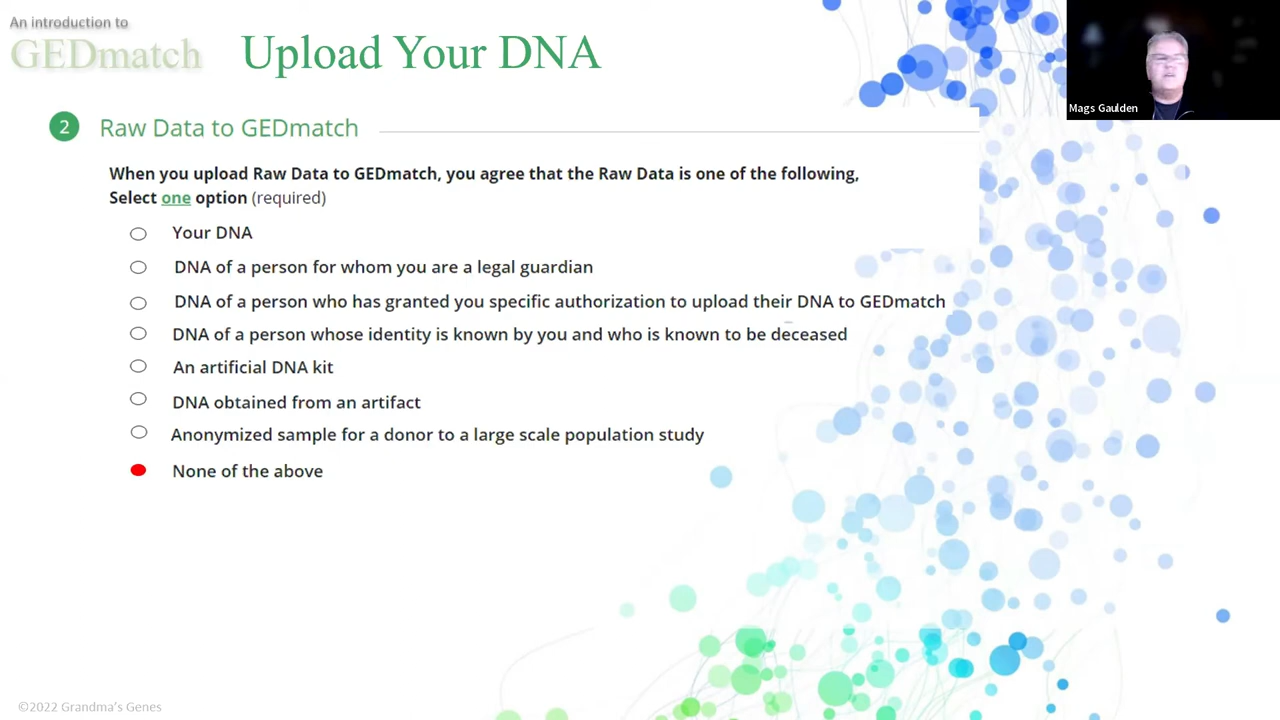 An introduction to
GEDmatch
Upload Your DNA
Mags Gaulden
2
Raw Data to GEDmatch
When you upload Raw Data to GEDmatch, you agree that the Raw Data is one of the following,
Select one option (required)
Your DNA
DNA of a person for whom you are a legal guardian
DNA of a person who has granted you specific authorization to upload their DNA to GEDmatch
DNA of a person whose identity is known by you and who is known to be deceased
An artificial DNA kit
DNA obtained from an artifact
Anonymized sample for a donor to a large scale population study
None of the above
©2022 Grandma's Genes